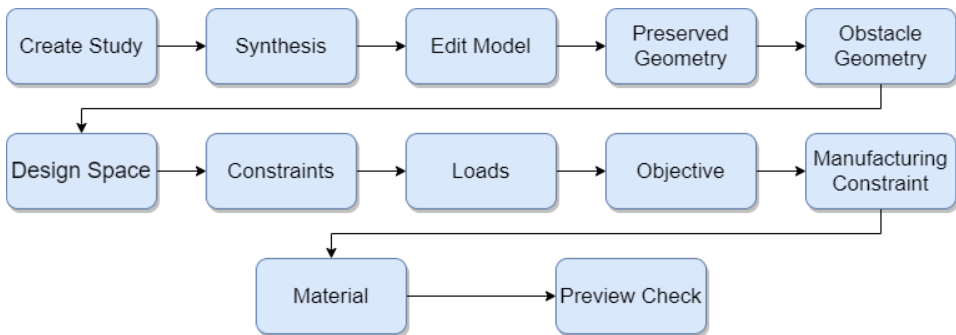 Create Study
Synthesis
Edit Model
Preserved
Geometry
Obstacle
Geometry
Design Space
Constraints
Loads
Objective
Manufacturing
Constraint
Material
Preview Check